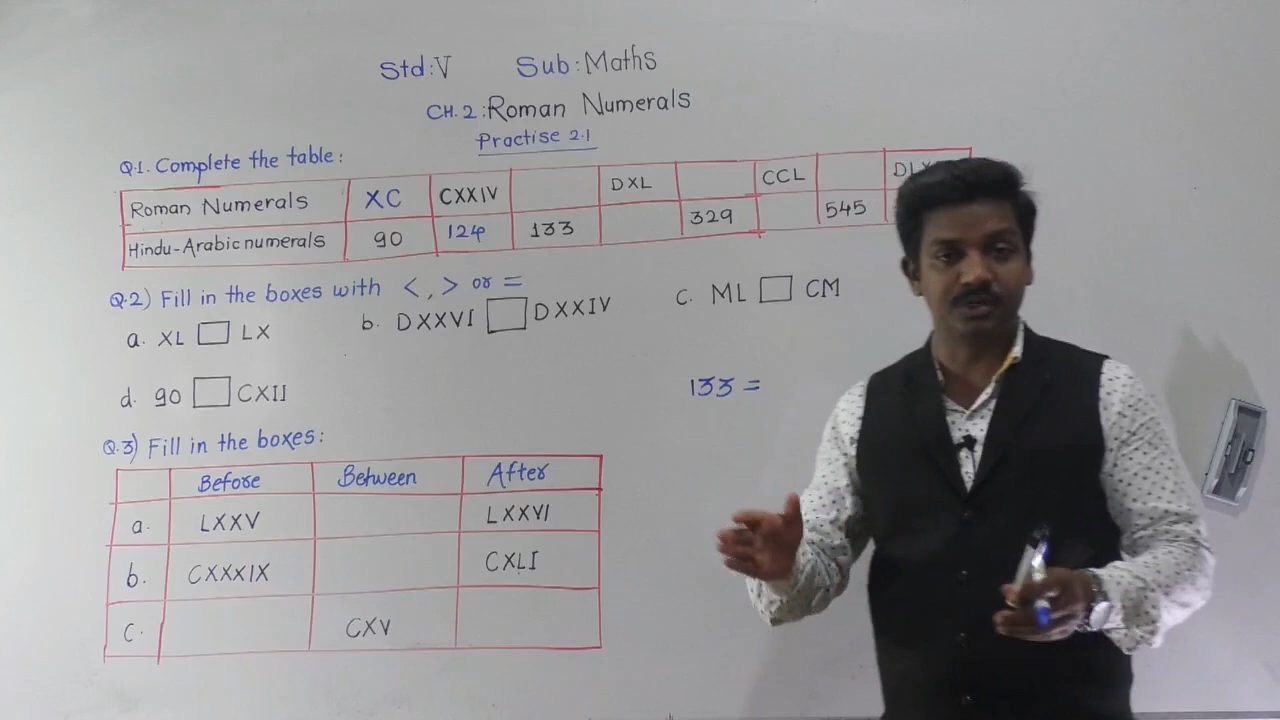 Std:V Sub:Maths
CH.2:Roman Numerals
Practise 2.1
Q.1. Complete the table:
Roman Numerals XC CXXIV DXL CCL
Hindu-Arabic numerals 90 124 133 329 545
Q.2) Fill in the boxes with <, > or =
a. XL LX b. DXXVI DXXIV c. ML CM
d. 90 CXII
133 =
Q.3) Fill in the boxes:
Before Between After
a. LXXV LXXVI
b. CXXXIX CXLI
c. CXV